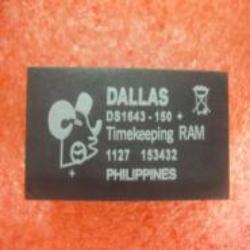 DALLAS
DS1643-150 +
Timekeeping RAM
1127 153432
PHILIPPINES